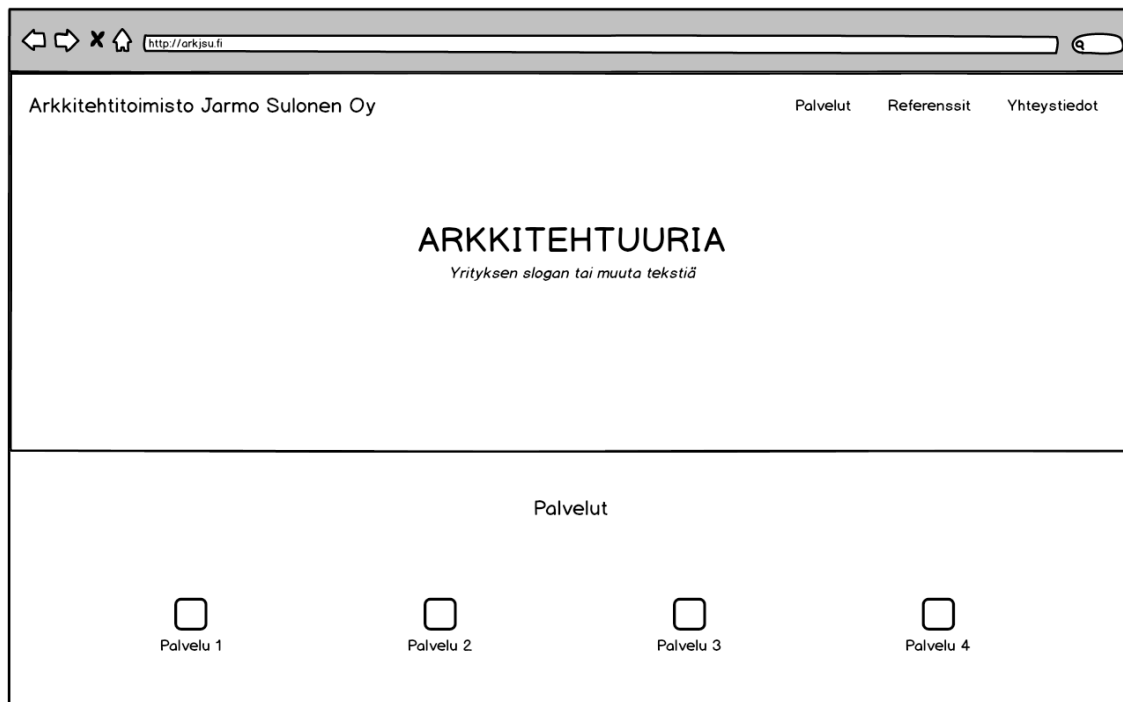 http://arkjsu.fi
Arkkitehtitoimisto Jarmo Sulonen Oy
Palvelut Referenssit Yhteystiedot
ARKKITEHTUURIA
Yrityksen slogan tai muuta tekstiä
Palvelut
Palvelu 1 Palvelu 2 Palvelu 3 Palvelu 4